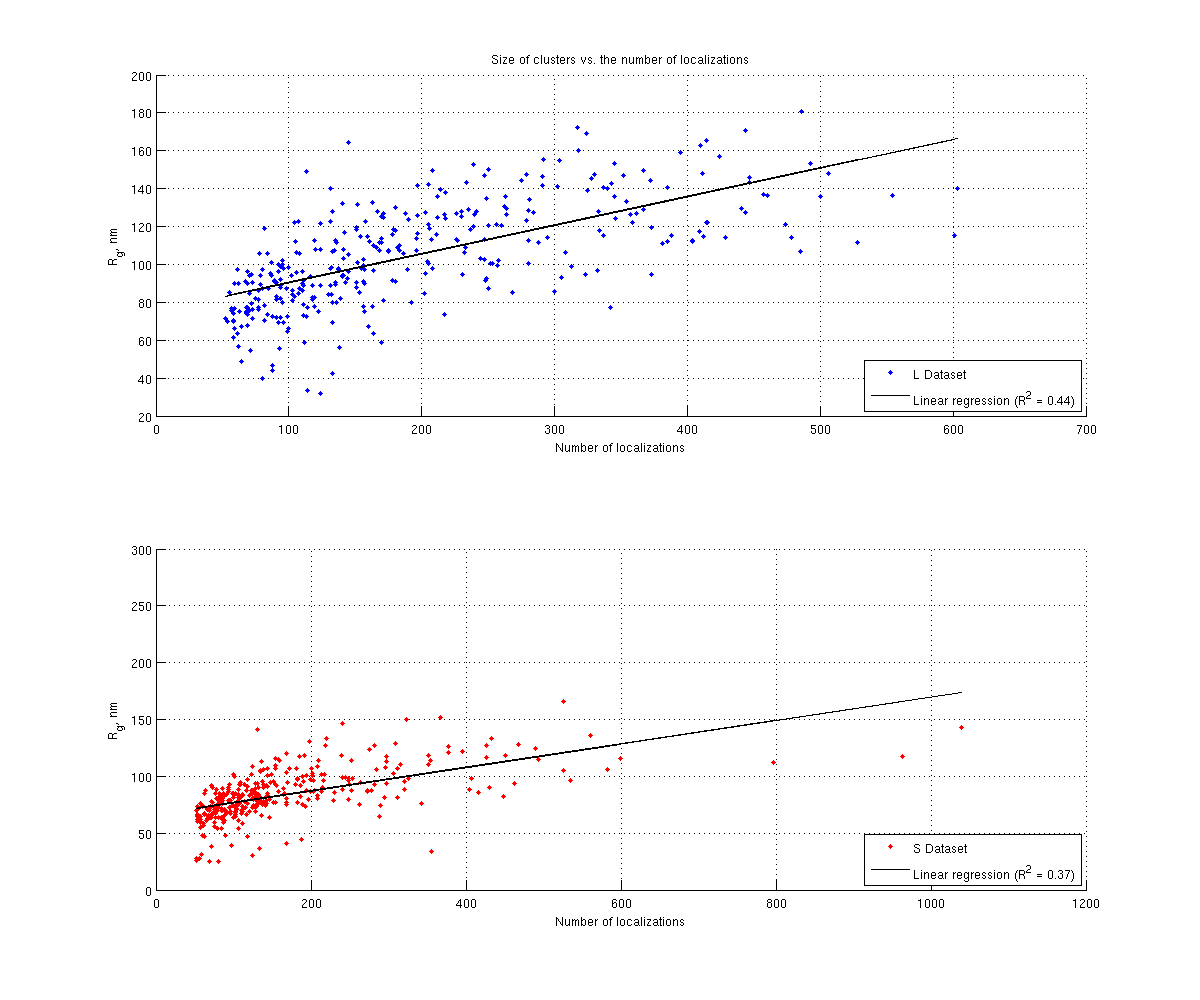 Size of clusters vs. the number of localizations
200
180
160
140
120
100
80
60
40
20
R_g, nm
0 100 200 300 400 500 600 700
Number of localizations
L Dataset
Linear regression (R^2 = 0.44)
300
250
200
150
100
50
0
R_g, nm
0 200 400 600 800 1000 1200
Number of localizations
S Dataset
Linear regression (R^2 = 0.37)